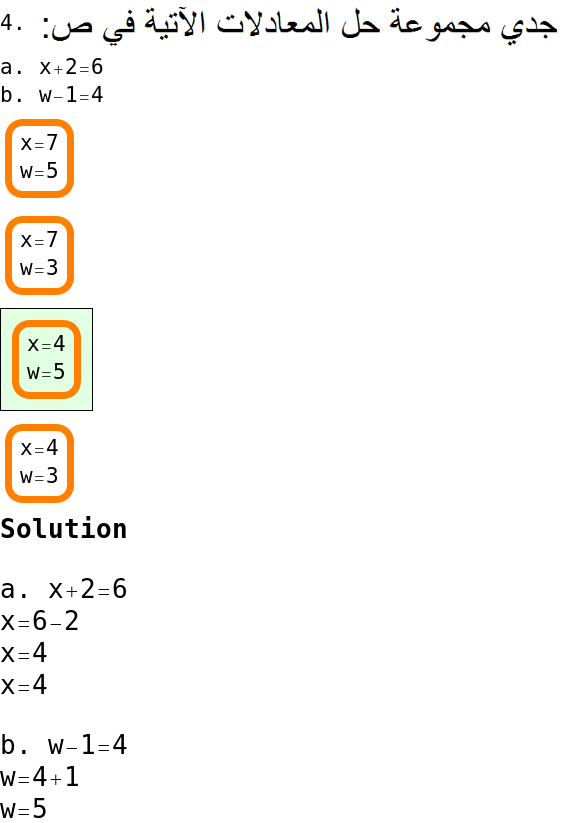 4. جدي مجموعة حل المعادلات الآتية في ص:
a. x+2=6
b. w−1=4
x=7
w=5
x=7
w=3
x=4
w=5
x=4
w=3
Solution
a. x+2=6
x=6−2
x=4
x=4
b. w−1=4
w=4+1
w=5